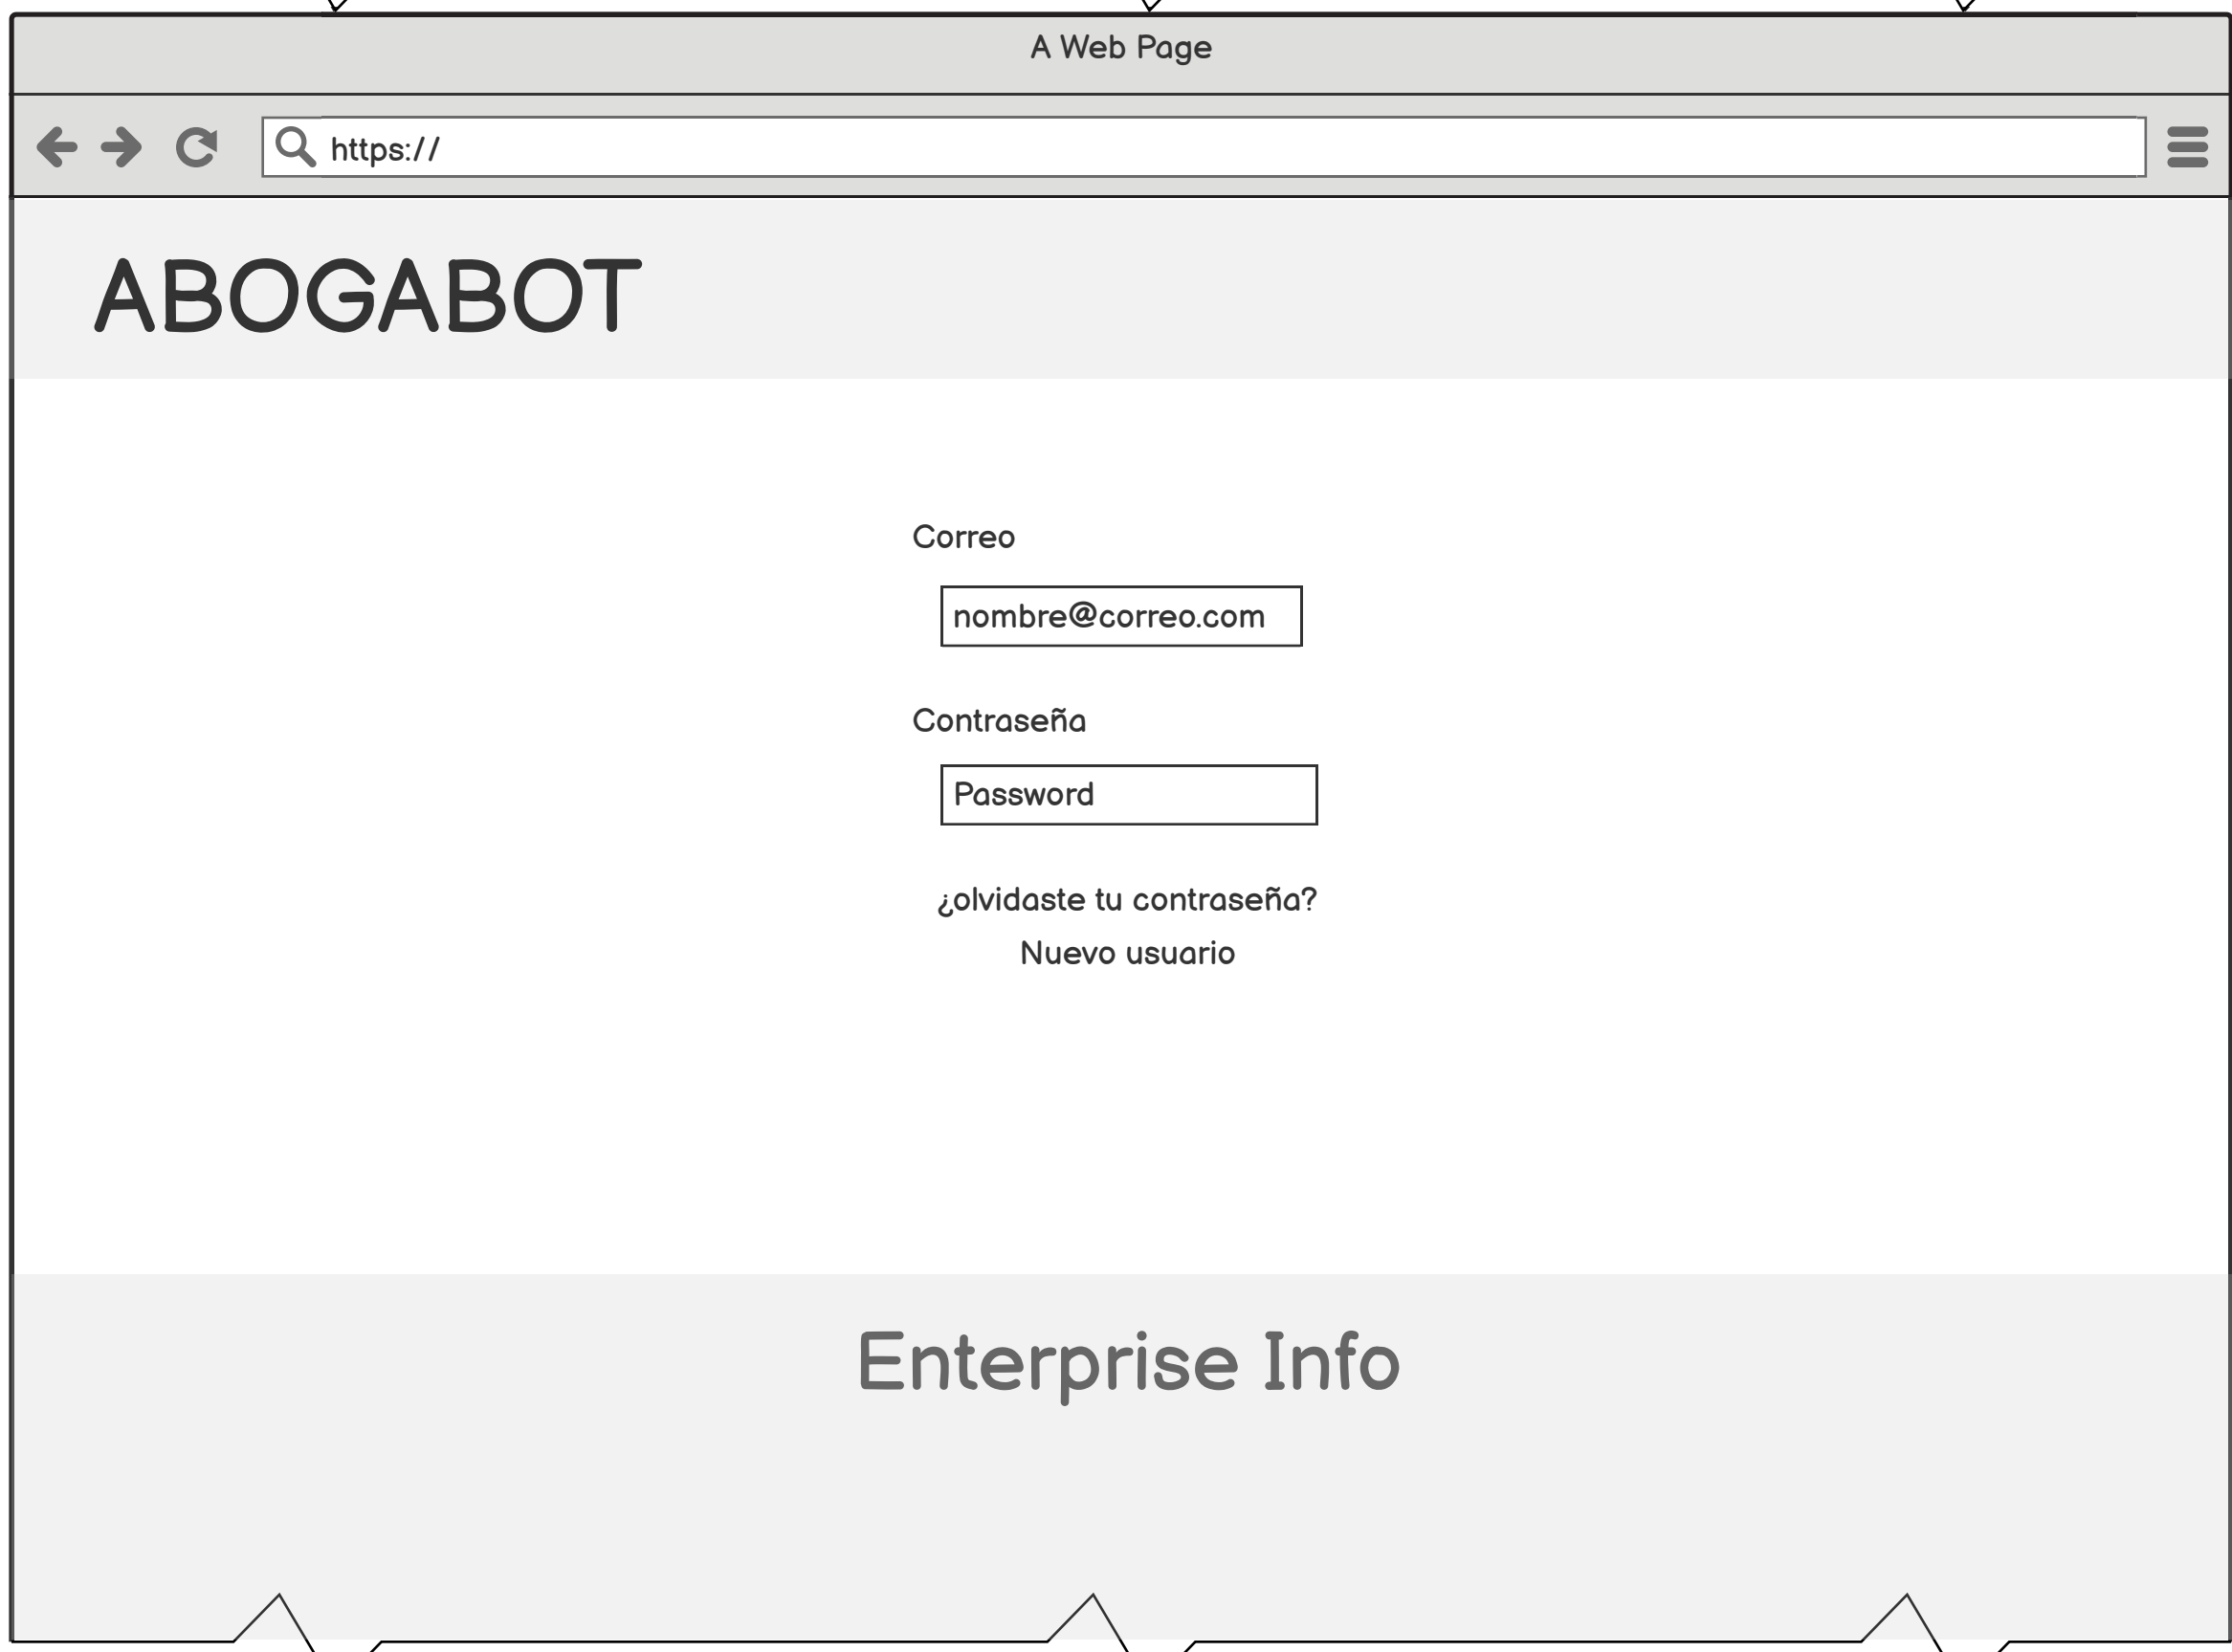 A Web Page
https://
ABOGABOT
Correo
nombre@correo.com
Contraseña
Password
¿olvidaste tu contraseña?
Nuevo usuario
Enterprise Info